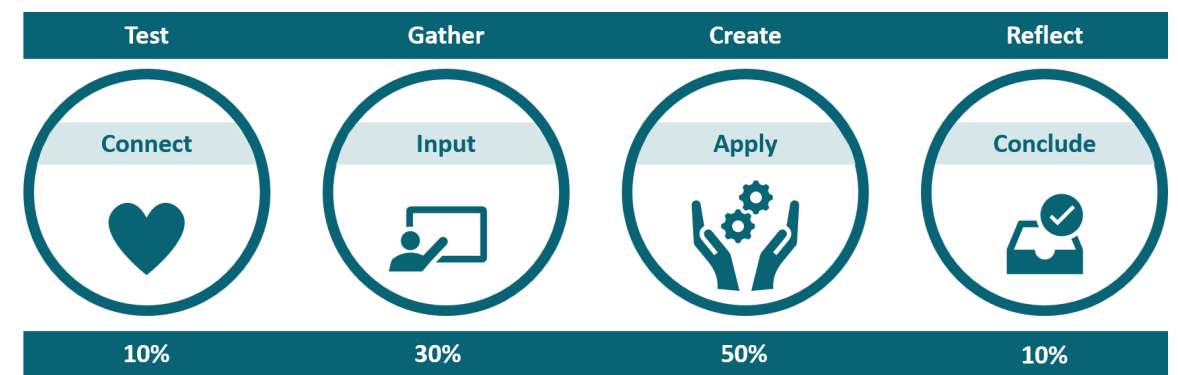 Test Gather Create Reflect
Connect Input Apply Conclude
10% 30% 50% 10%